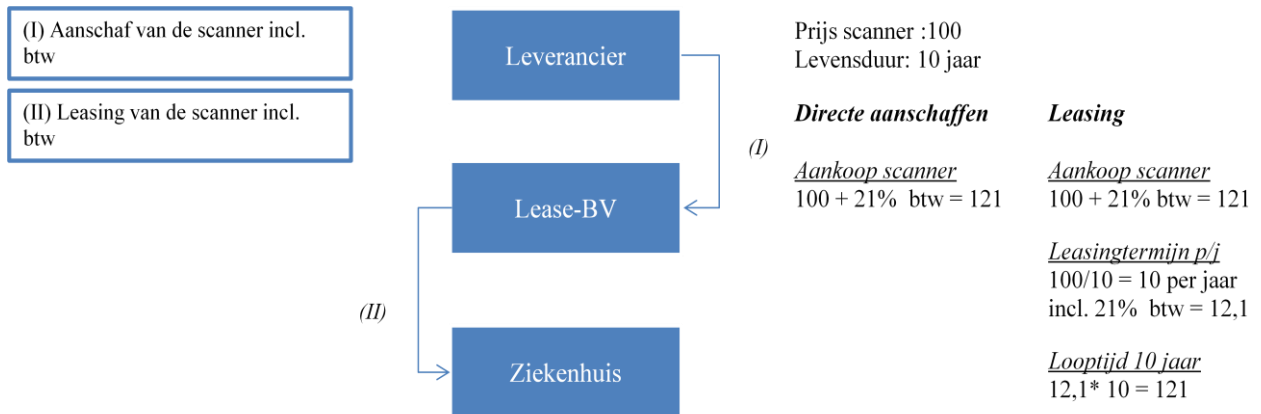 (I) Aanschaf van de scanner incl.
btw
(II) Leasing van de scanner incl.
btw
Leverancier
(I)
Lease-BV
(II)
Ziekenhuis
Prijs scanner :100
Levensduur: 10 jaar
Directe aanschaffen
Aankoop scanner
100 + 21% btw = 121
Leasing
Aankoop scanner
100 + 21% btw = 121
Leasingtermijn p/j
100/10 = 10 per jaar
incl. 21% btw = 12,1
Looptijd 10 jaar
12,1* 10 = 121